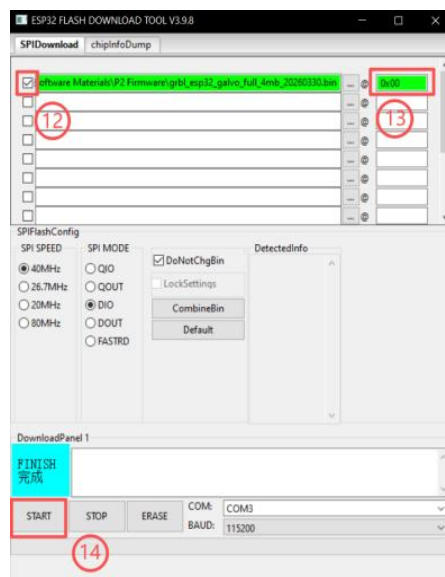 ESP32 FLASH DOWNLOAD TOOL V3.9.8
SPIDownload chipInfoDump
oftware Materials\P2 Firmware\grbl_esp32_galvo_full_4mb_20260330.bin ... @ 0x00
12
13
... @
... @
... @
... @
... @
... @
... @
SPIFlashConfig
SPI SPEED SPI MODE DetectedInfo
40MHz QIO DoNotChgBin
26.7MHz QOUT LockSettings
20MHz DIO CombineBin
80MHz DOUT Default
FASTRD
DownloadPanel 1
FINISH
完成
START STOP ERASE COM: COM3
BAUD: 115200
14